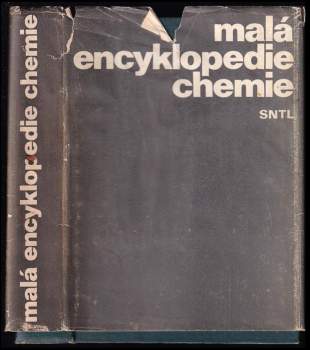 malá
encyklopedie
chemie
SNTL
malá encyklopedie chemie